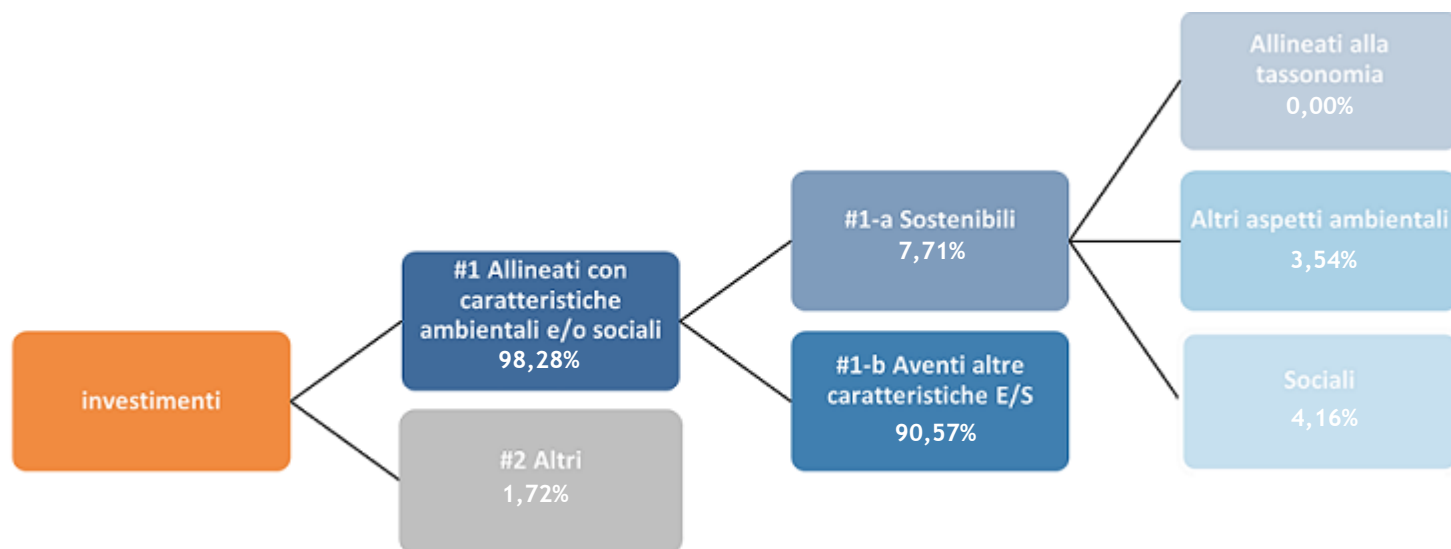 investimenti
#1 Allineati con
caratteristiche
ambientali e/o sociali
98,28%
#2 Altri
1,72%
#1-a Sostenibili
7,71%
#1-b Aventi altre
caratteristiche E/S
90,57%
Allineati alla
tassonomia
0,00%
Altri aspetti ambientali
3,54%
Sociali
4,16%